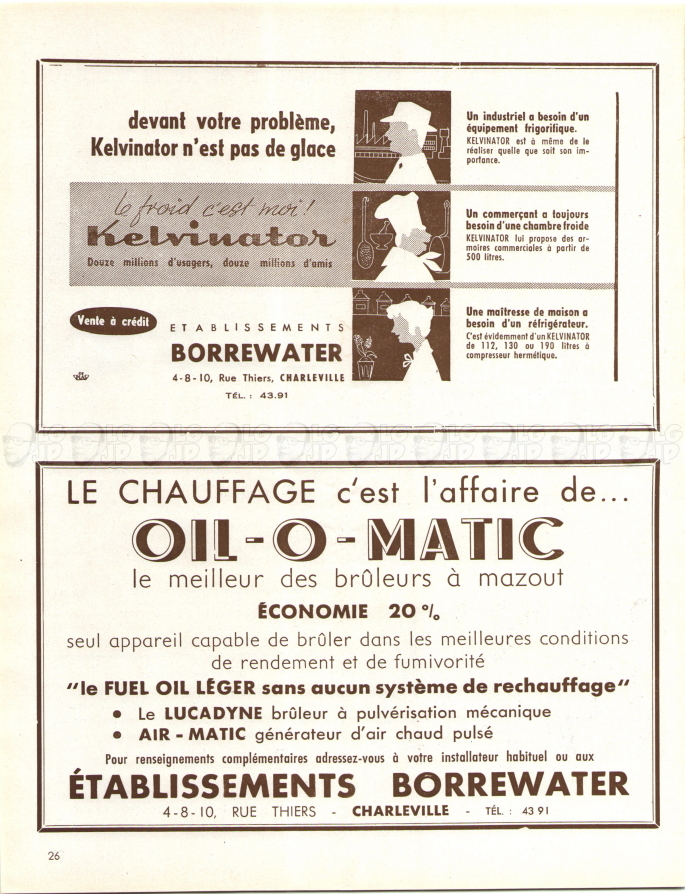 devant votre problème,
Kelvinator n'est pas de glace
le froid c'est moi!
Kelvinator
Douze millions d'usagers, douze millions d'amis
Vente à crédit
ETABLISSEMENTS
BORREWATER
4-8-10, Rue Thiers, CHARLEVILLE
TÉL. : 43.91
Un industriel a besoin d'un
équipement frigorifique.
KELVINATOR est à même de le
réaliser quelle que soit son im-
portance.
Un commerçant a toujours
besoin d'une chambre froide
KELVINATOR lui propose des ar-
moires commerciales à partir de
500 litres.
Une maîtresse de maison a
besoin d'un réfrigérateur.
C'est évidemment d'un KELVINATOR
de 112, 130 ou 190 litres à
compresseur hermétique.
LE CHAUFFAGE c'est l'affaire de...
OIL-O-MATIC
le meilleur des brûleurs à mazout
ÉCONOMIE 20 %
seul appareil capable de brûler dans les meilleures conditions
de rendement et de fumivorité
"le FUEL OIL LÉGER sans aucun système de rechauffage"
• Le LUCADYNE brûleur à pulvérisation mécanique
• AIR - MATIC générateur d'air chaud pulsé
Pour renseignements complémentaires adressez-vous à votre installateur habituel ou aux
ÉTABLISSEMENTS BORREWATER
4-8-10, RUE THIERS - CHARLEVILLE - TÉL. : 43 91
26